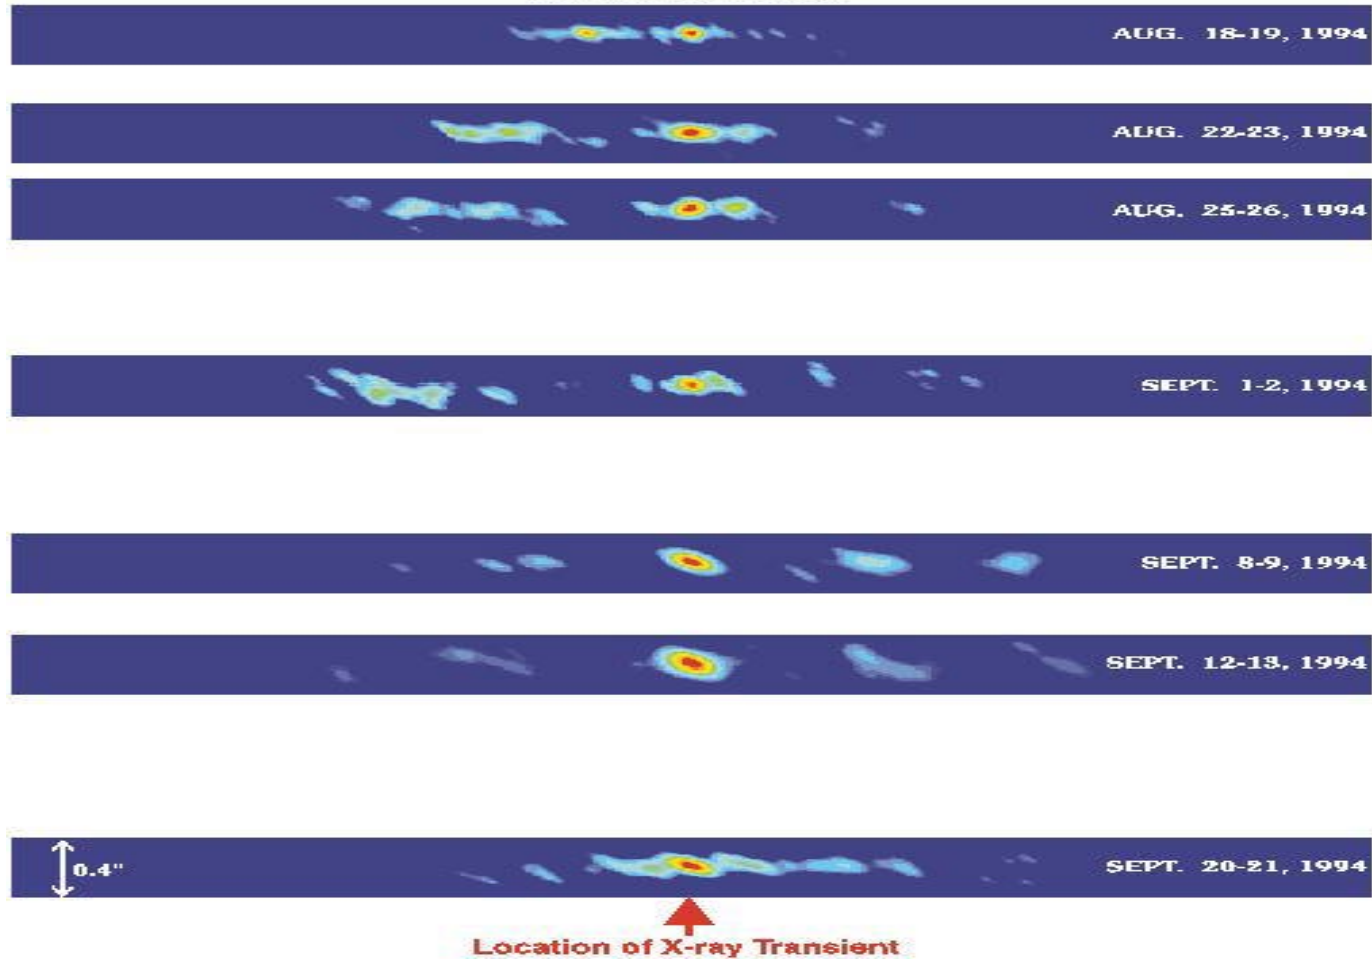 AUG. 18-19, 1994
AUG. 22-23, 1994
AUG. 25-26, 1994
SEPT. 1-2, 1994
SEPT. 8-9, 1994
SEPT. 12-13, 1994
0.4"
SEPT. 20-21, 1994
Location of X-ray Transient